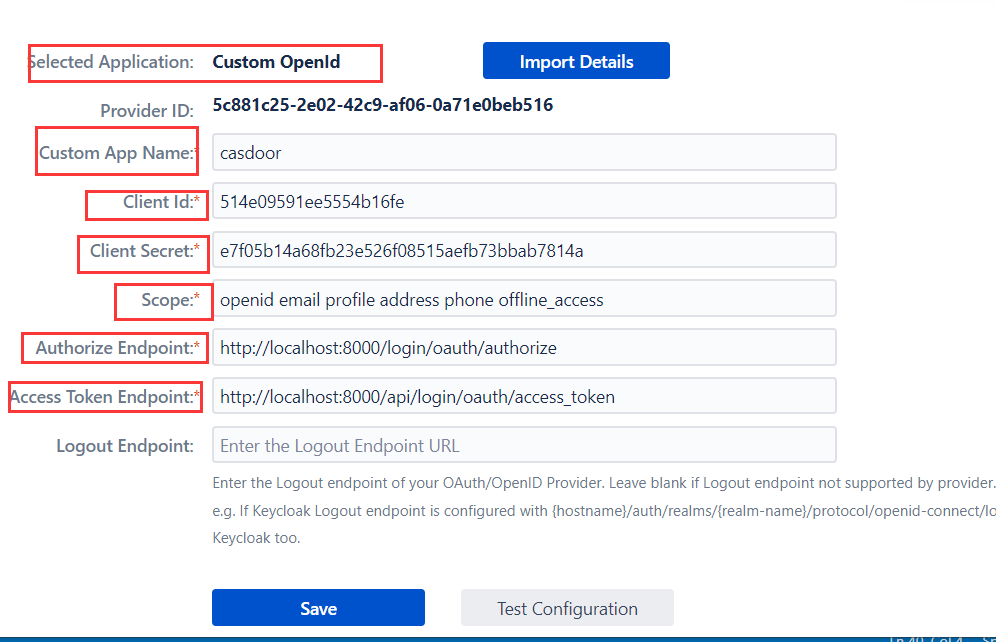 Selected Application: Custom OpenId Import Details
Provider ID: 5c881c25-2e02-42c9-af06-0a71e0beb516
Custom App Name:* casdoor
Client Id:* 514e09591ee5554b16fe
Client Secret:* e7f05b14a68fb23e526f08515aefb73bbab7814a
Scope:* openid email profile address phone offline_access
Authorize Endpoint:* http://localhost:8000/login/oauth/authorize
Access Token Endpoint:* http://localhost:8000/api/login/oauth/access_token
Logout Endpoint: Enter the Logout Endpoint URL
Enter the Logout endpoint of your OAuth/OpenID Provider. Leave blank if Logout endpoint not supported by provider.
e.g. If Keycloak Logout endpoint is configured with {hostname}/auth/realms/{realm-name}/protocol/openid-connect/lo
Keycloak too.
Save Test Configuration